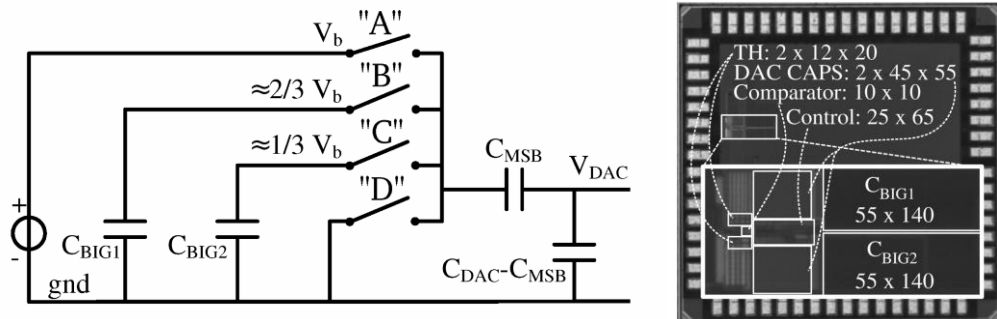 V_b "A"
≈2/3 V_b "B"
≈1/3 V_b "C"
"D"
C_MSB
V_DAC
+
-
C_BIG1
C_BIG2
C_DAC-C_MSB
gnd
TH: 2 x 12 x 20
DAC CAPS: 2 x 45 x 55
Comparator: 10 x 10
Control: 25 x 65
C_BIG1
55 x 140
C_BIG2
55 x 140